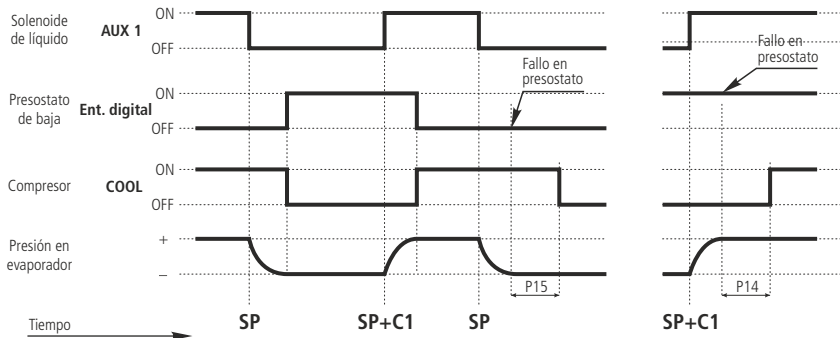 Solenoide
de líquido
AUX 1
ON
OFF
Fallo en
presostato
Fallo en
presostato
Presostato
de baja
Ent. digital
ON
OFF
Compresor
COOL
ON
OFF
Presión en
evaporador
+
–
P15
P14
Tiempo
SP
SP+C1
SP
SP+C1